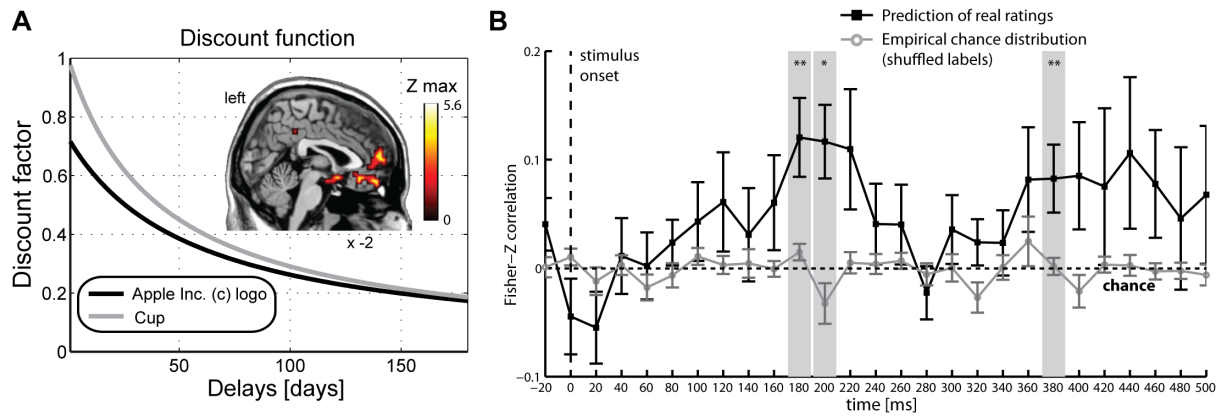 A
Discount function
Discount factor
1
0.8
0.6
0.4
0.2
0
50
100
150
Delays [days]
left
Z max
5.6
0
x -2
Apple Inc. (c) logo
Cup
B
Prediction of real ratings
Empirical chance distribution
(shuffled labels)
Fisher−Z correlation
0.2
0.1
0
−0.1
stimulus
onset
** * **
chance
−20 0 20 40 60 80 100 120 140 160 180 200 220 240 260 280 300 320 340 360 380 400 420 440 460 480 500
time [ms]